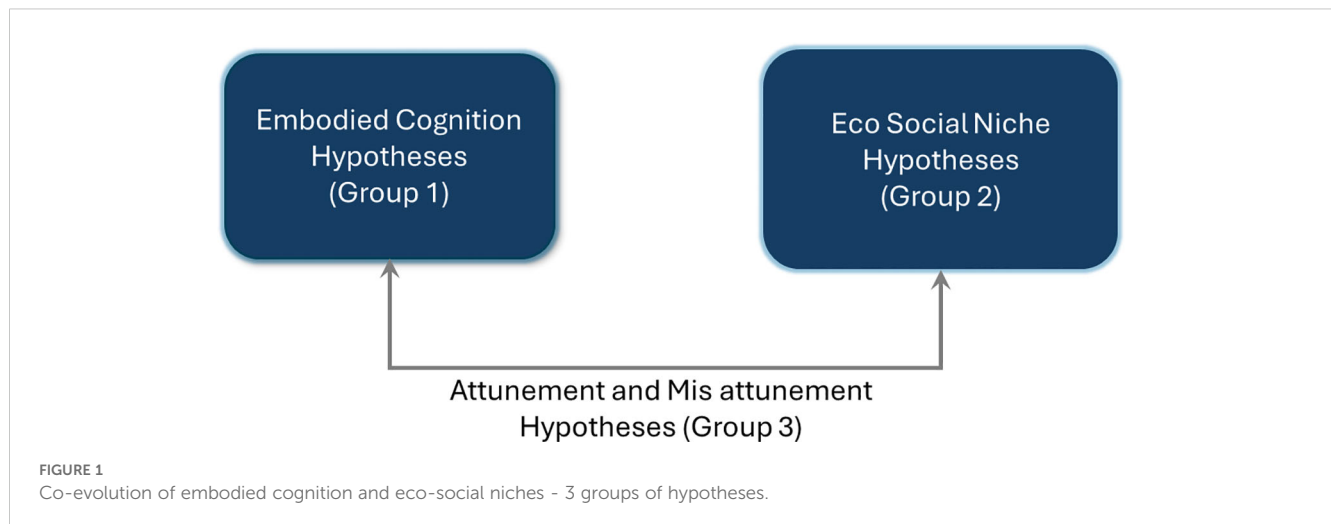 Embodied Cognition
Hypotheses
(Group 1)
Eco Social Niche
Hypotheses
(Group 2)
Attunement and Mis attunement
Hypotheses (Group 3)
FIGURE 1
Co-evolution of embodied cognition and eco-social niches - 3 groups of hypotheses.